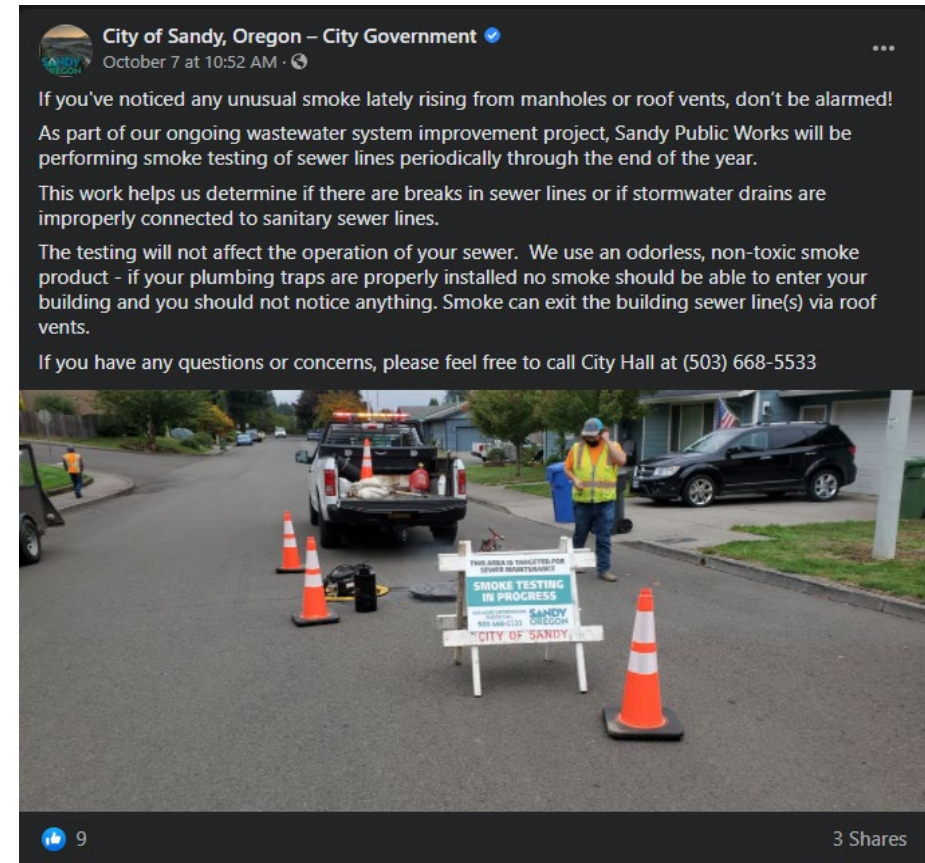 City of Sandy, Oregon – City Government
October 7 at 10:52 AM ·
If you've noticed any unusual smoke lately rising from manholes or roof vents, don't be alarmed!
As part of our ongoing wastewater system improvement project, Sandy Public Works will be
performing smoke testing of sewer lines periodically through the end of the year.
This work helps us determine if there are breaks in sewer lines or if stormwater drains are
improperly connected to sanitary sewer lines.
The testing will not affect the operation of your sewer.  We use an odorless, non-toxic smoke
product - if your plumbing traps are properly installed no smoke should be able to enter your
building and you should not notice anything. Smoke can exit the building sewer line(s) via roof
vents.
If you have any questions or concerns, please feel free to call City Hall at (503) 668-5533
THIS AREA IS TARGETED FOR
SEWER MAINTENANCE
SMOKE TESTING
IN PROGRESS
SANDY
OREGON
CITY OF SANDY
9
3 Shares